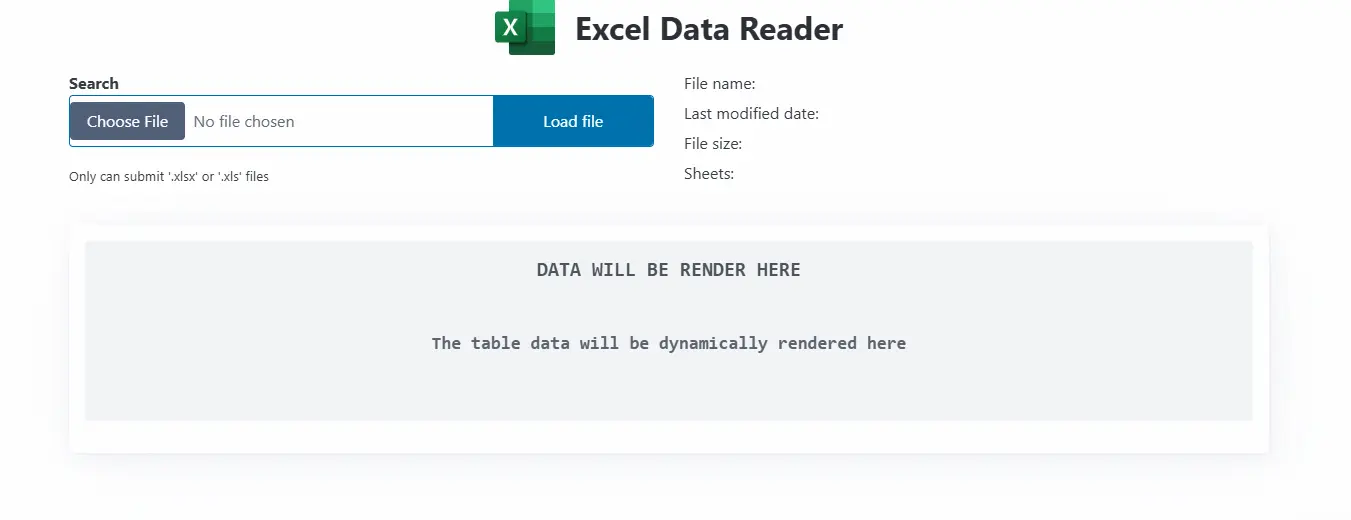 X
Excel Data Reader
Search
Choose File No file chosen Load file
Only can submit '.xlsx' or '.xls' files
File name:
Last modified date:
File size:
Sheets:
DATA WILL BE RENDER HERE
The table data will be dynamically rendered here